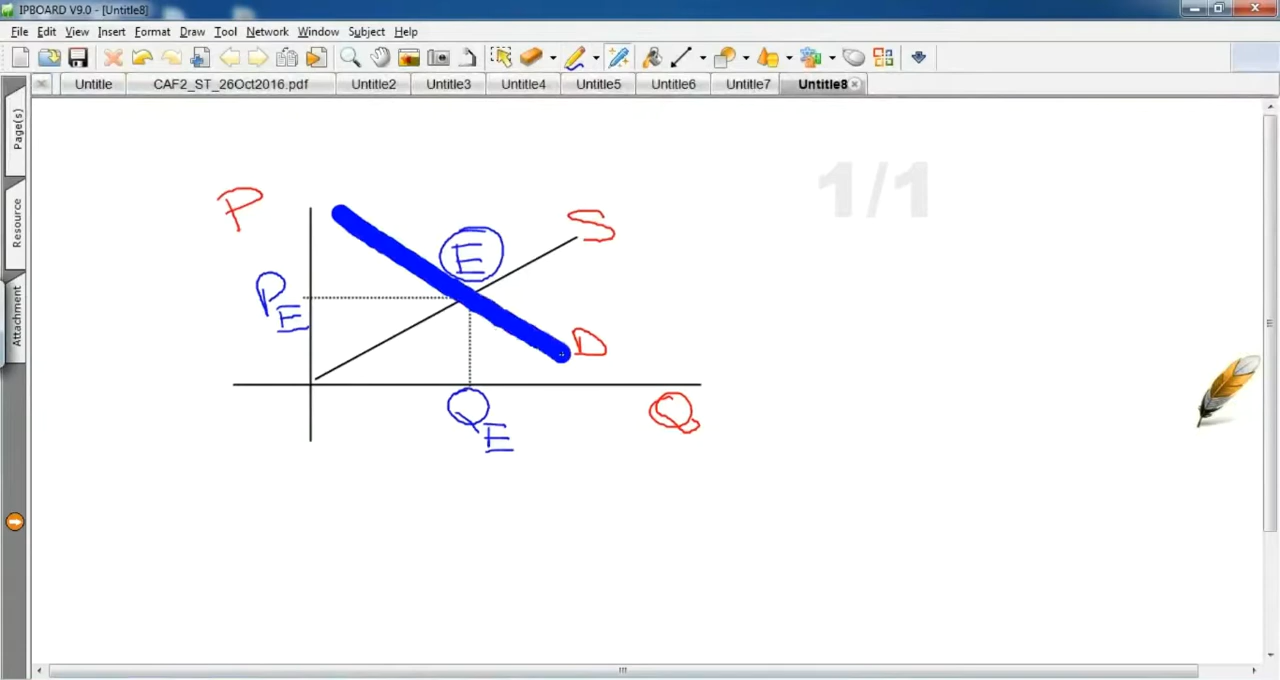 IPBOARD V9.0 - [Untitle8]
File Edit View Insert Format Draw Tool Network Window Subject Help
Untitle CAF2_ST_26Oct2016.pdf Untitle2 Untitle3 Untitle4 Untitle5 Untitle6 Untitle7 Untitle8
Page(s)
Resource
Attachment
1/1
P
S
E
PE
D
QE
Q